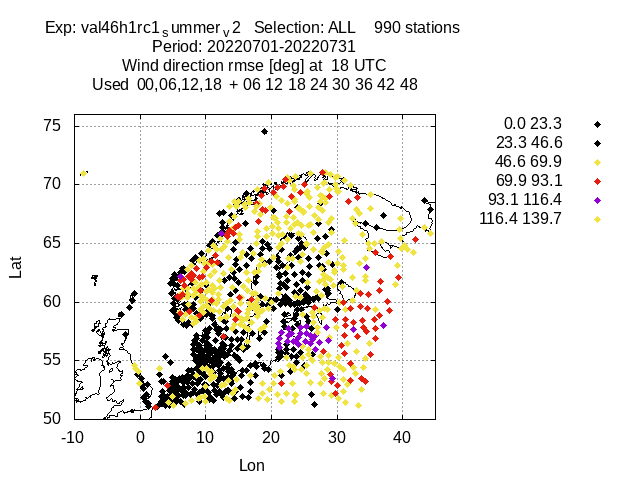 Exp: val46h1rc1summerv2 Selection: ALL 990 stations
Period: 20220701-20220731
Wind direction rmse [deg] at 18 UTC
Used 00,06,12,18 + 06 12 18 24 30 36 42 48
0.0 23.3
23.3 46.6
46.6 69.9
69.9 93.1
93.1 116.4
116.4 139.7
75
70
65
60
55
50
Lat
-10 0 10 20 30 40
Lon